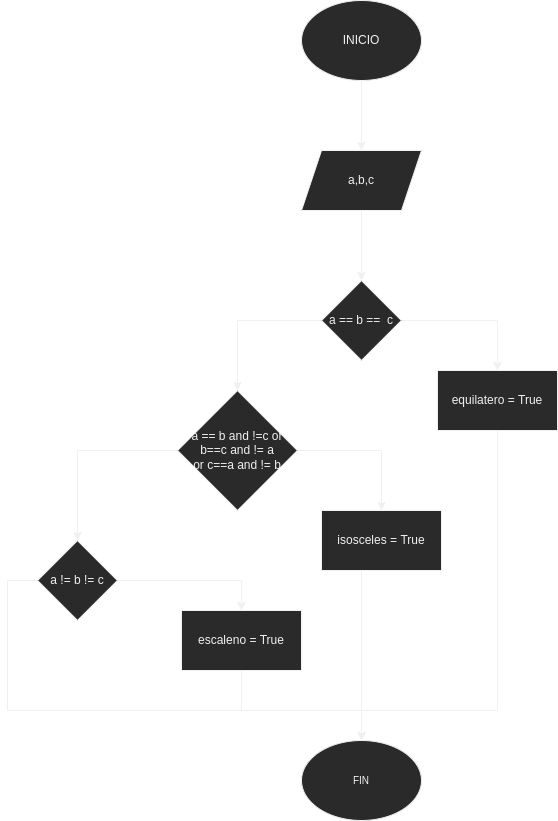 INICIO
a,b,c
a == b == c
equilatero = True
a == b and !=c or
b==c and != a
or c==a and != b
isosceles = True
a != b != c
escaleno = True
FIN